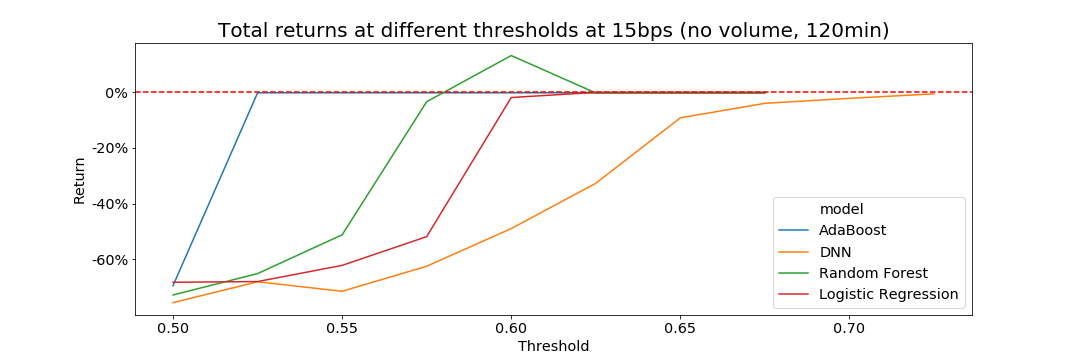 Total returns at different thresholds at 15bps (no volume, 120min)
0%
-20%
-40%
-60%
Return
0.50
0.55
0.60
0.65
0.70
Threshold
model
AdaBoost
DNN
Random Forest
Logistic Regression